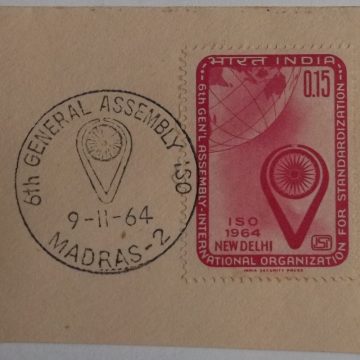 6th GENERAL ASSEMBLY-ISO
9-11-64
MADRAS-2
भारत INDIA
0.15
6th GEN'L ASSEMBLY-INTERNATIONAL ORGANIZATION FOR STANDARDIZATION
ISO
1964
NEW DELHI
ISI
INDIA SECURITY PRESS